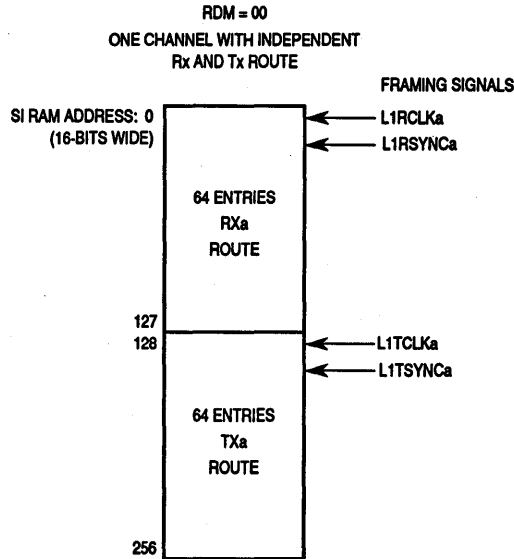 RDM = 00
ONE CHANNEL WITH INDEPENDENT
Rx AND Tx ROUTE
FRAMING SIGNALS
SI RAM ADDRESS: 0
(16-BITS WIDE)
L1RCLKa
L1RSYNCa
64 ENTRIES
RXa
ROUTE
127
128
L1TCLKa
L1TSYNCa
64 ENTRIES
TXa
ROUTE
256